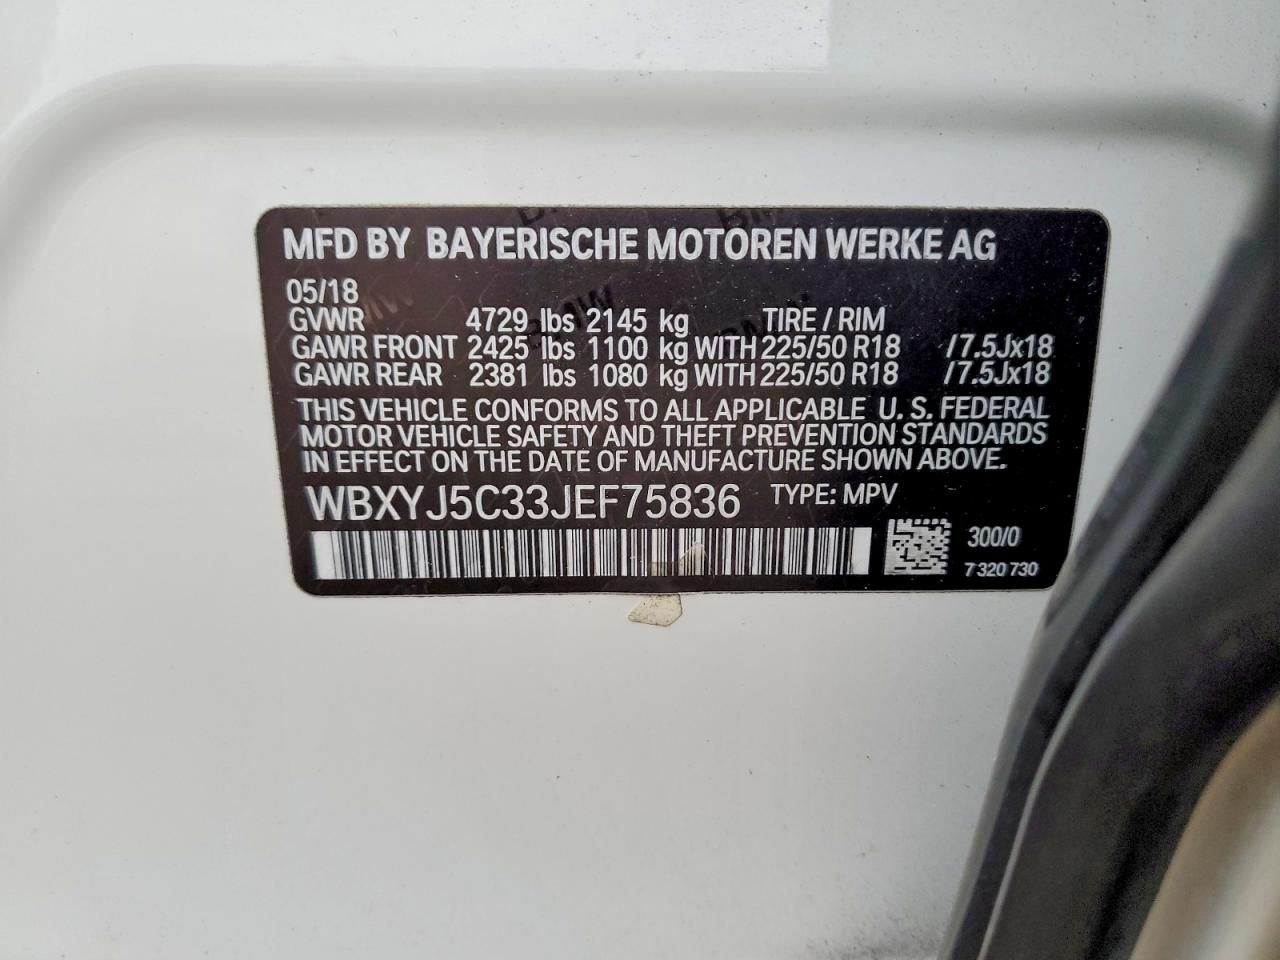 MFD BY BAYERISCHE MOTOREN WERKE AG
05/18
GVWR 4729 lbs 2145 kg TIRE / RIM
GAWR FRONT 2425 lbs 1100 kg WITH 225/50 R18 /7.5Jx18
GAWR REAR 2381 lbs 1080 kg WITH 225/50 R18 /7.5Jx18
THIS VEHICLE CONFORMS TO ALL APPLICABLE U. S. FEDERAL
MOTOR VEHICLE SAFETY AND THEFT PREVENTION STANDARDS
IN EFFECT ON THE DATE OF MANUFACTURE SHOWN ABOVE.
WBXYJ5C33JEF75836 TYPE: MPV
300/0
7 320 730